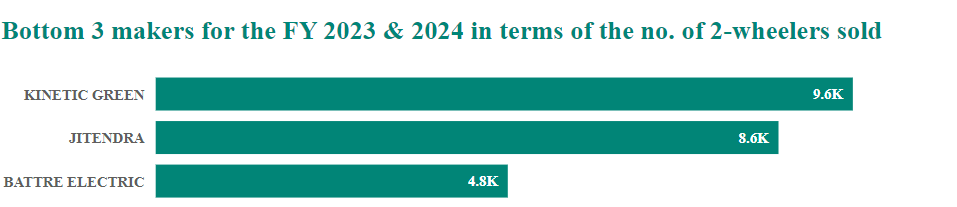 Bottom 3 makers for the FY 2023 & 2024 in terms of the no. of 2-wheelers sold
KINETIC GREEN 9.6K
JITENDRA 8.6K
BATTRE ELECTRIC 4.8K